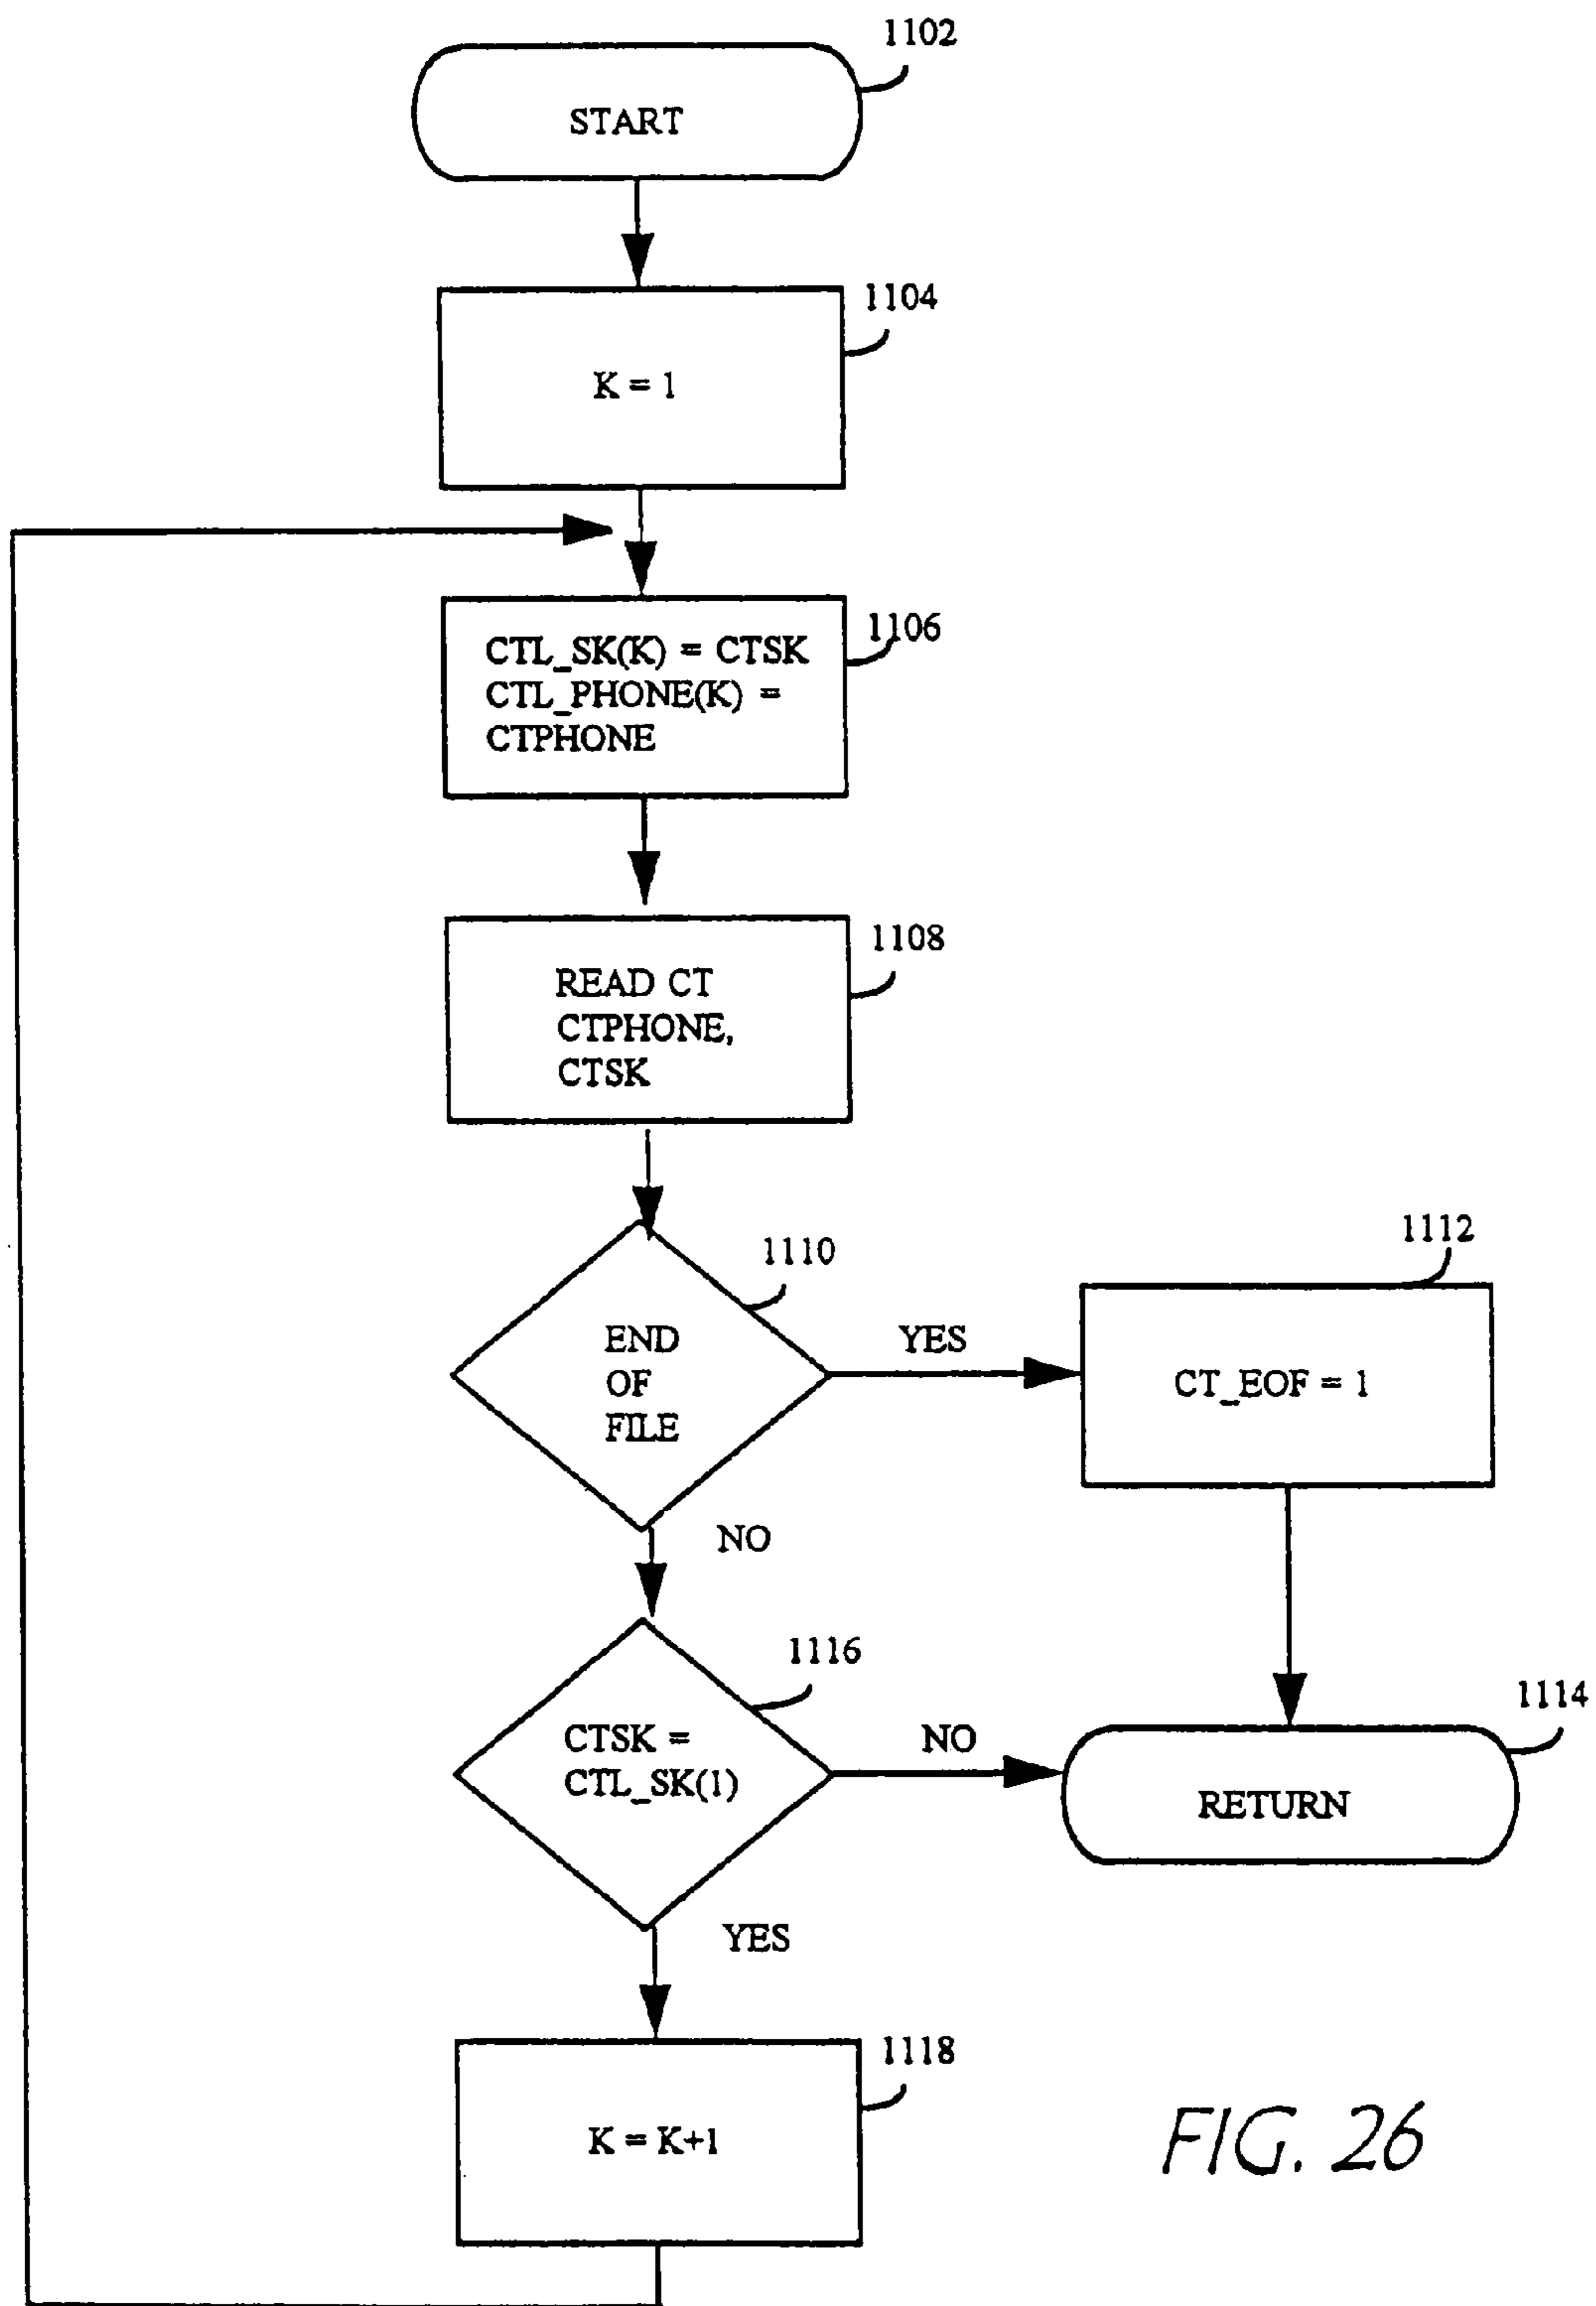 1102
START
1104
K = 1
1106
CTL_SK(K) = CTSK
CTL_PHONE(K) =
CTPHONE
1108
READ CT
CTPHONE,
CTSK
1110
END
OF
FILE
YES
1112
CT_EOF = 1
NO
1116
CTSK =
CTL_SK(1)
NO
1114
RETURN
YES
1118
K = K+1
FIG. 26